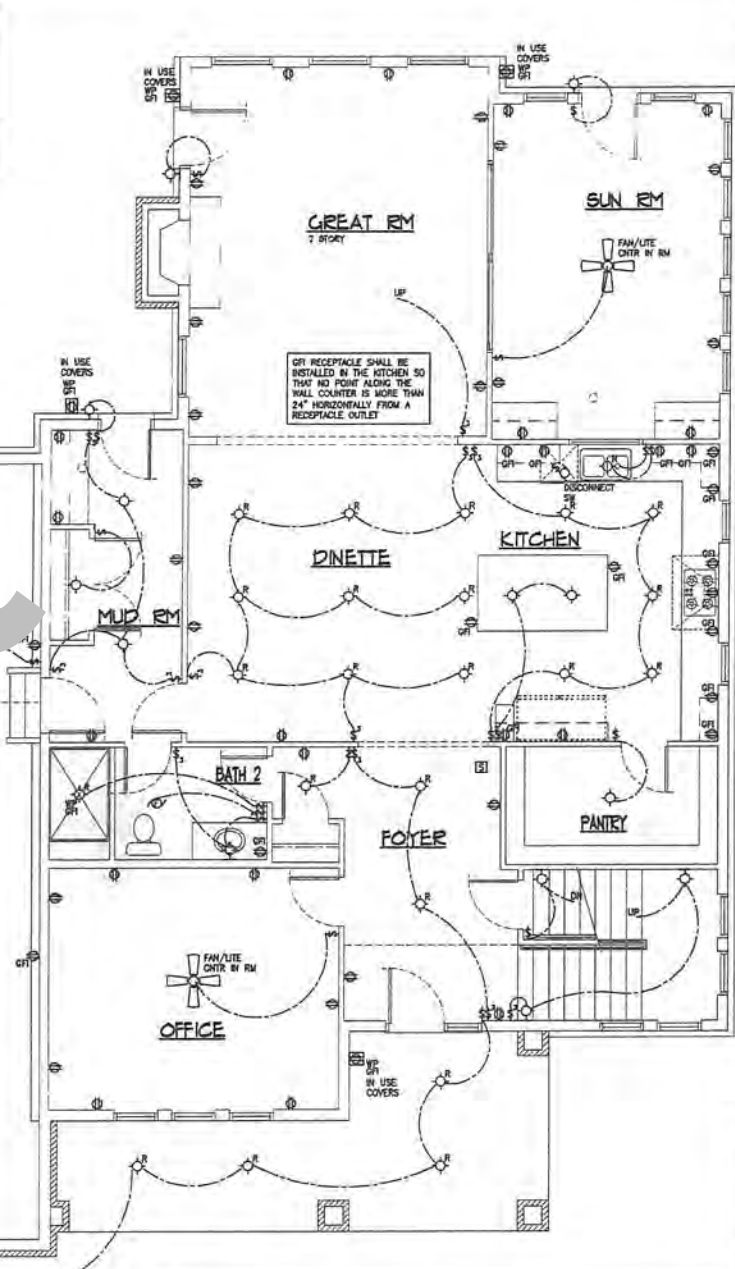 IN USE
COVERS
WP
GFI
IN USE
COVERS
WP
GFI
GREAT RM
2 STORY
SUN RM
FAN/LITE
CNTR IN RM
UP
GFI RECEPTACLE SHALL BE
INSTALLED IN THE KITCHEN SO
THAT NO POINT ALONG THE
WALL COUNTER IS MORE THAN
24" HORIZONTALLY FROM A
RECEPTACLE OUTLET
IN USE
COVERS
WP
GFI
GFI
GFI
R
GFI
GFI
GFI
DISCONNECT
SW
R
R
R
R
R
DINETTE
KITCHEN
GFI
GFI
R
R
R
R
GFI
MUD RM
GFI
R
R
R
R
R
GFI
BATH 2
R
GFI
R
R
S
PANTRY
FOYER
GFI
R
DN
UP
GFI
FAN/LITE
CNTR IN RM
OFFICE
WP
GFI
IN USE
COVERS
R
R
R
R